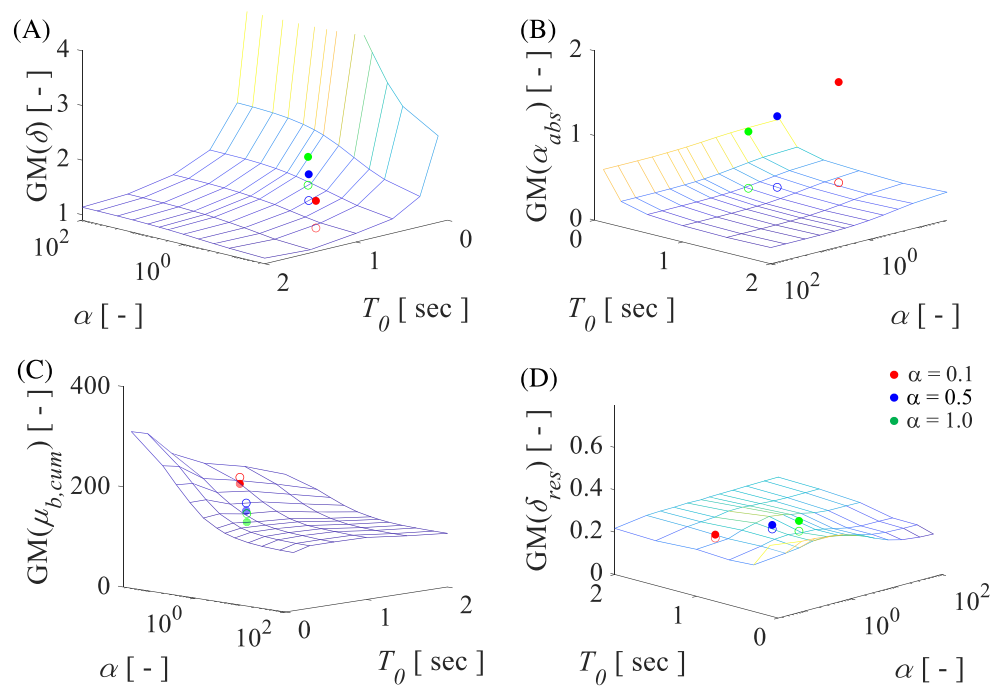 (A)
4
3
2
1
GM(δ) [ - ]
10²
10⁰
α [ - ]
2
1
0
T₀ [ sec ]
(B)
2
1
0
GM(α_abs) [ - ]
0
1
2
T₀ [ sec ]
10²
10⁰
α [ - ]
(C)
400
200
0
GM(μ_b,cum) [ - ]
10⁰
10²
α [ - ]
0
1
2
T₀ [ sec ]
(D)
α = 0.1
α = 0.5
α = 1.0
0.6
0.4
0.2
0
GM(δ_res) [ - ]
2
1
0
T₀ [ sec ]
10⁰
10²
α [ - ]